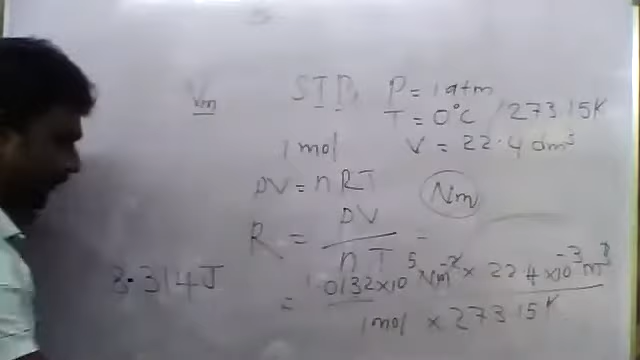 Vm
STP, P = 1 atm
T = 0°C / 273.15K
1 mol V = 22.4 dm³
PV = nRT Nm
R = PV / nT =
8.314J
= 1.0132×10⁵ Nm⁻² × 22.4×10⁻³ m³
1 mol × 273.15 K